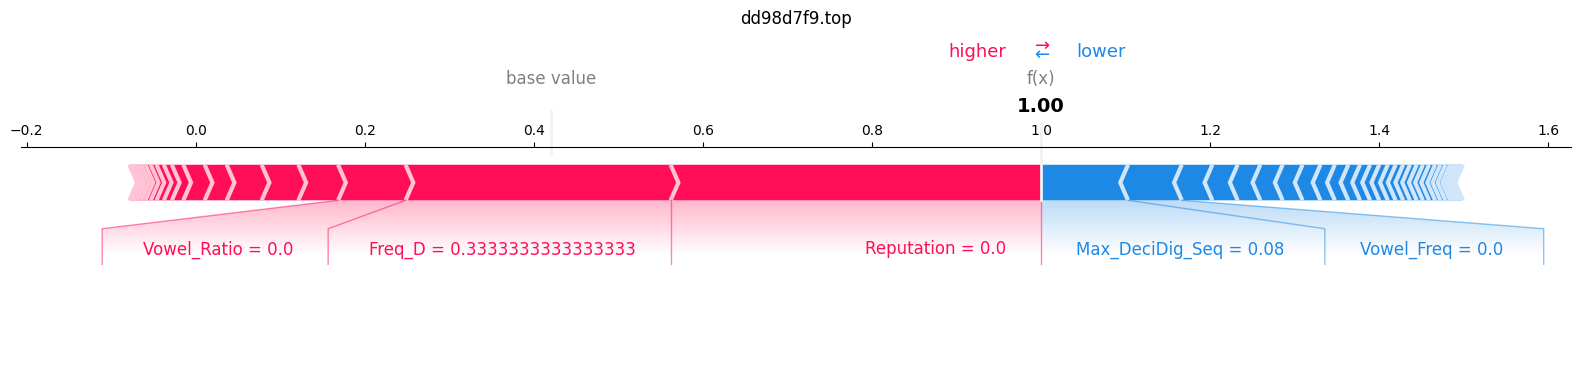 dd98d7f9.top
higher → ← lower
base value f(x)
1.00
−0.2 0.0 0.2 0.4 0.6 0.8 1.0 1.2 1.4 1.6
Vowel_Ratio = 0.0 Freq_D = 0.3333333333333333 Reputation = 0.0 Max_DeciDig_Seq = 0.08 Vowel_Freq = 0.0